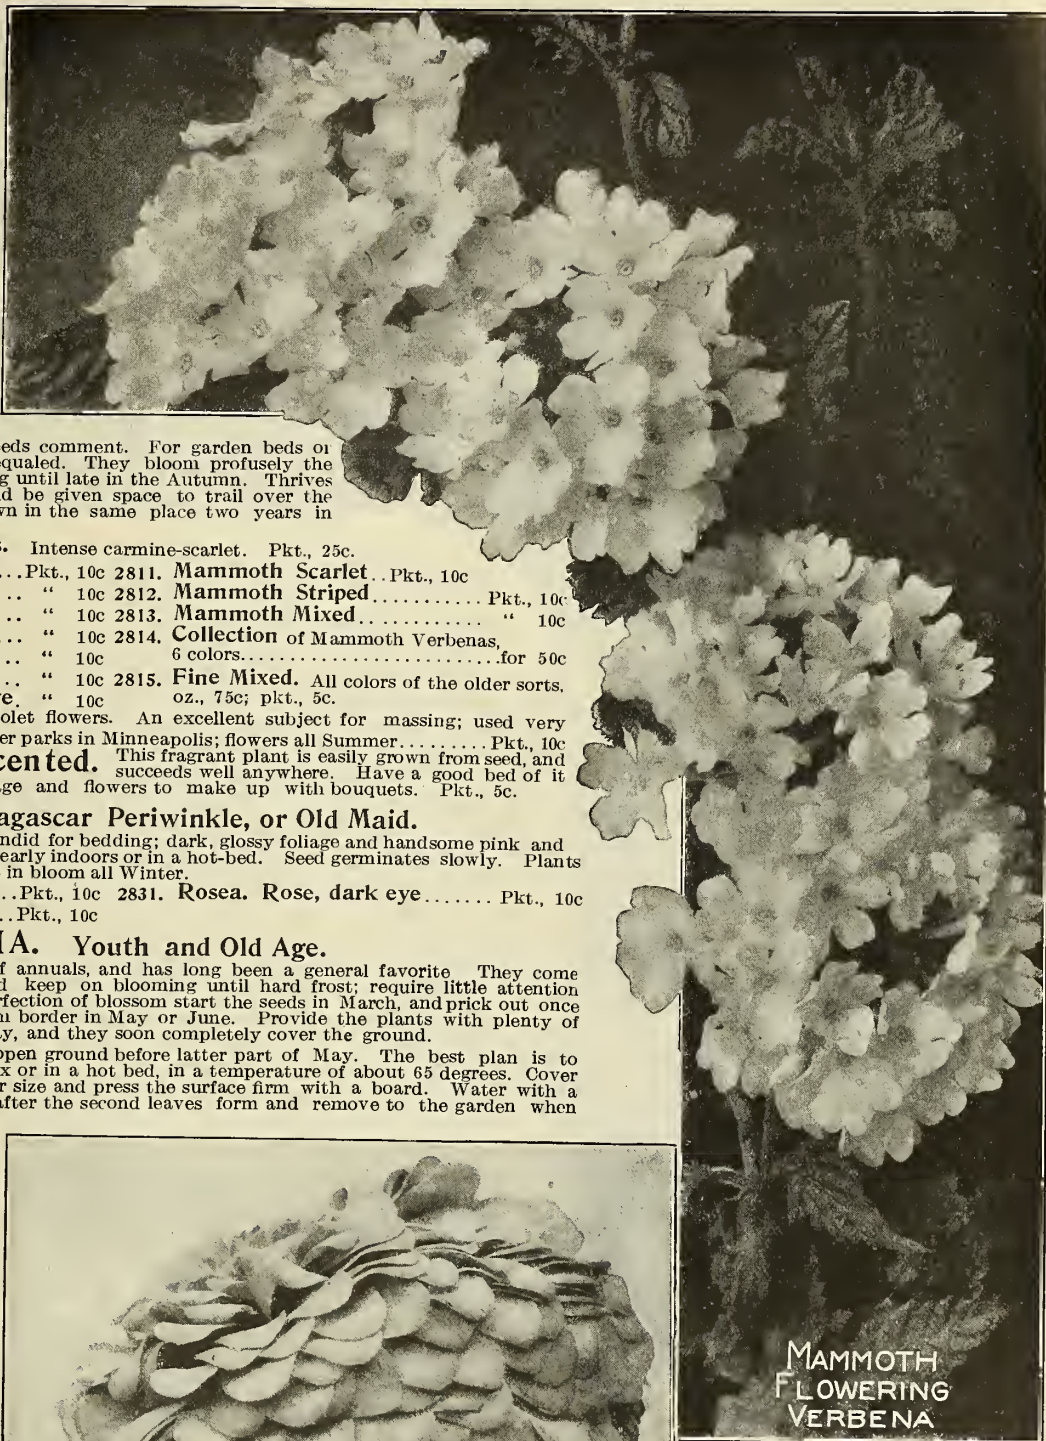 eds comment. For garden beds or
qualed. They bloom profusely the
g until late in the Autumn. Thrives
d be given space to trail over the
vn in the same place two years in
s. Intense carmine-scarlet. Pkt., 25c.
...Pkt., 10c 2811. Mammoth Scarlet..Pkt., 10c
.. “ 10c 2812. Mammoth Striped........... Pkt., 10c
.. “ 10c 2813. Mammoth Mixed............ “ 10c
.. “ 10c 2814. Collection of Mammoth Verbenas,
.. “ 10c 6 colors..........................for 50c
.. “ 10c 2815. Fine Mixed. All colors of the older sorts,
e. “ 10c oz., 75c; pkt., 5c.
olet flowers. An excellent subject for massing; used very
er parks in Minneapolis; flowers all Summer.........Pkt., 10c
cented. This fragrant plant is easily grown from seed, and
succeeds well anywhere. Have a good bed of it
ge and flowers to make up with bouquets. Pkt., 5c.
agascar Periwinkle, or Old Maid.
ndid for bedding; dark, glossy foliage and handsome pink and
early indoors or in a hot-bed. Seed germinates slowly. Plants
in bloom all Winter.
..Pkt., 10c 2831. Rosea. Rose, dark eye....... Pkt., 10c
..Pkt., 10c
IA. Youth and Old Age.
f annuals, and has long been a general favorite They come
d keep on blooming until hard frost; require little attention
rfection of blossom start the seeds in March, and prick out once
n border in May or June. Provide the plants with plenty of
y, and they soon completely cover the ground.
open ground before latter part of May. The best plan is to
x or in a hot bed, in a temperature of about 65 degrees. Cover
r size and press the surface firm with a board. Water with a
after the second leaves form and remove to the garden when
MAMMOTH
FLOWERING
VERBENA